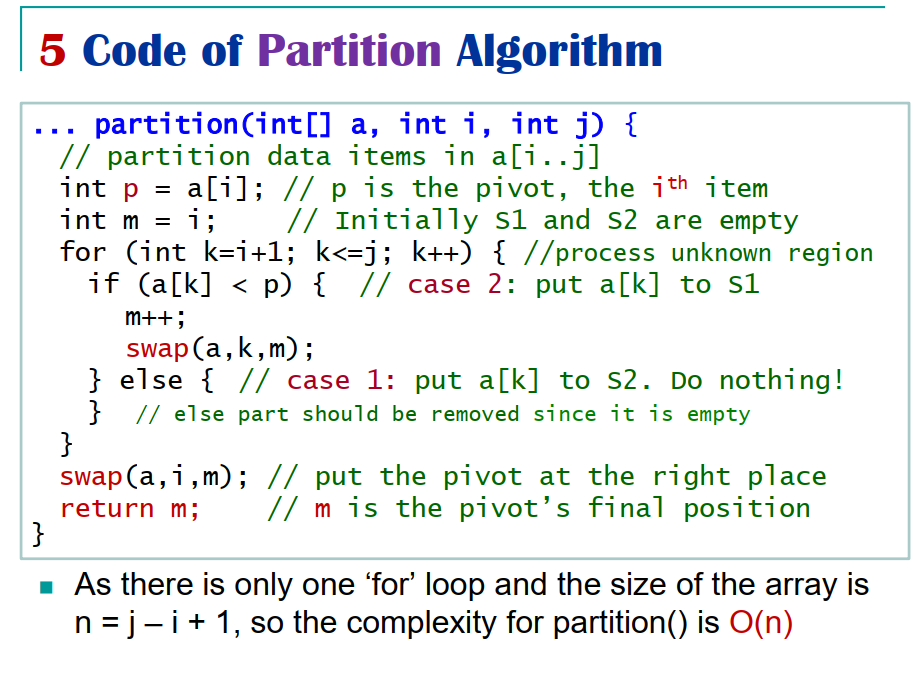 5 Code of Partition Algorithm
... partition(int[] a, int i, int j) {
// partition data items in a[i..j]
int p = a[i]; // p is the pivot, the ith item
int m = i; // Initially S1 and S2 are empty
for (int k=i+1; k<=j; k++) { //process unknown region
if (a[k] < p) { // case 2: put a[k] to S1
m++;
swap(a,k,m);
} else { // case 1: put a[k] to S2. Do nothing!
} // else part should be removed since it is empty
}
swap(a,i,m); // put the pivot at the right place
return m; // m is the pivot’s final position
}
As there is only one ‘for’ loop and the size of the array is
n = j – i + 1, so the complexity for partition() is O(n)